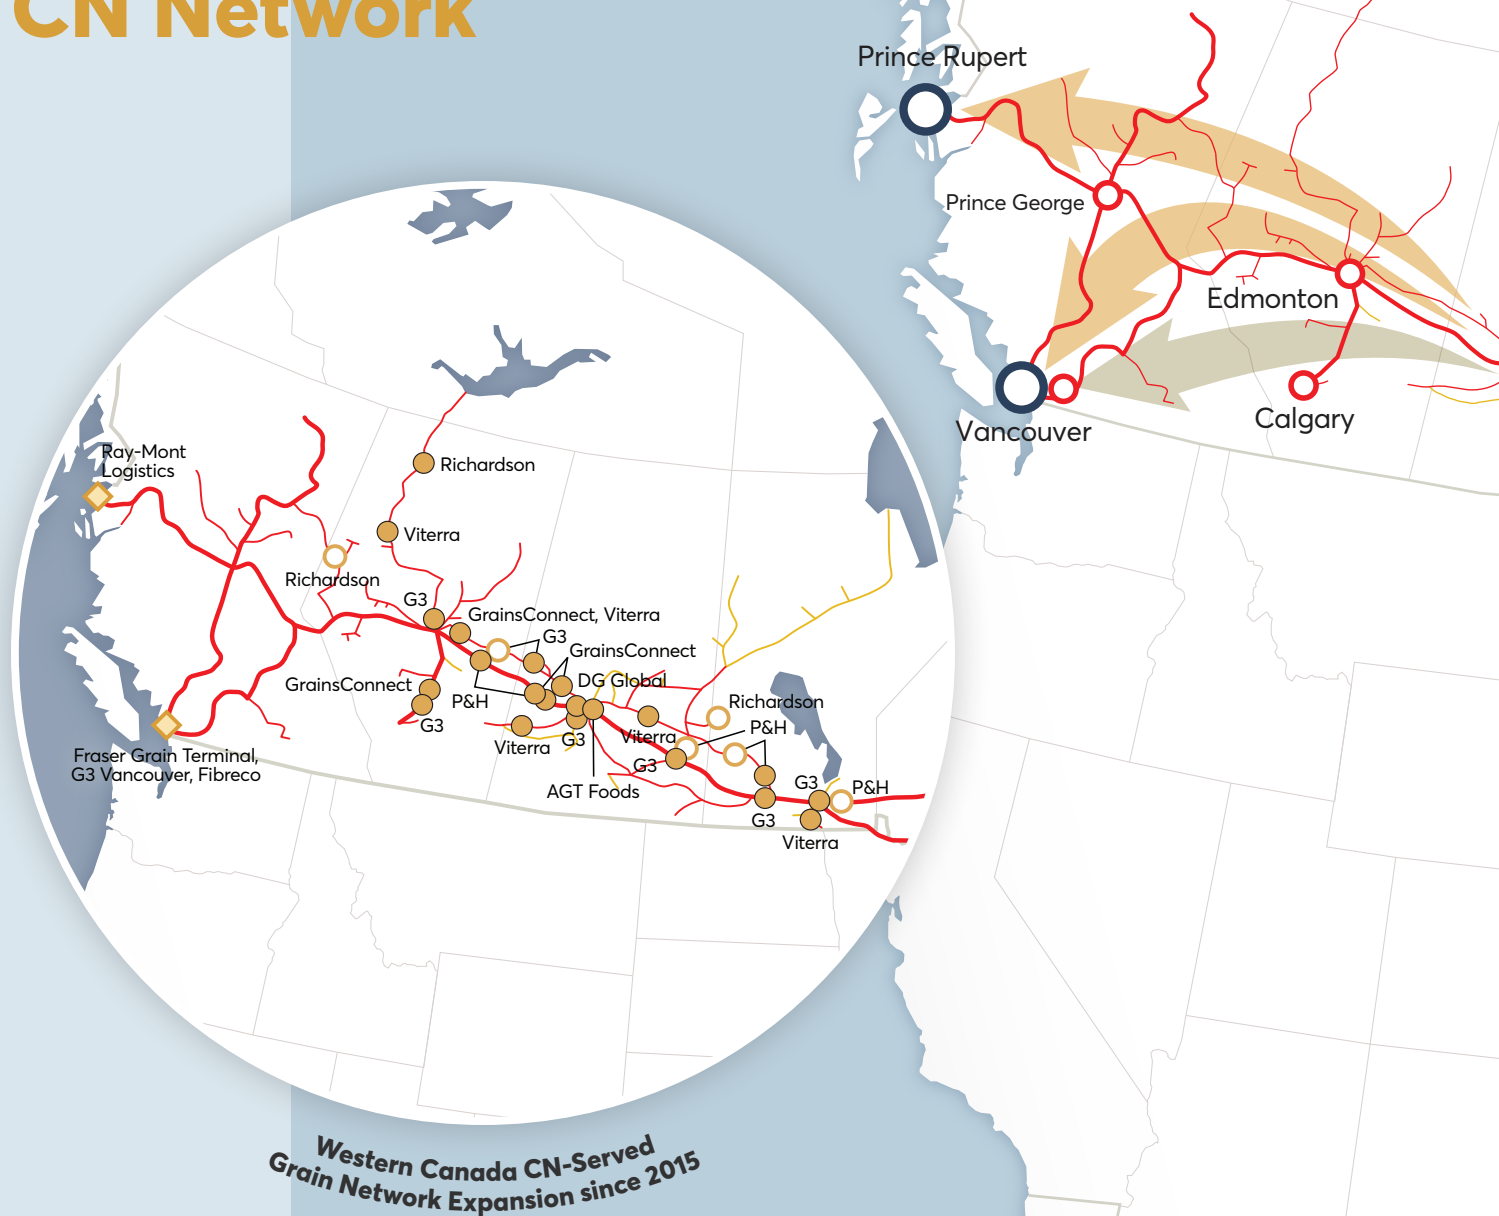 CN Network
Prince Rupert
Prince George
Edmonton
Calgary
Vancouver
Ray-Mont
Logistics
Richardson
Viterra
Richardson
G3
GrainsConnect, Viterra
G3
GrainsConnect
DG Global
GrainsConnect
P&H
G3
Richardson
P&H
Viterra
Viterra
G3
G3
Fraser Grain Terminal,
G3 Vancouver, Fibreco
AGT Foods
G3
P&H
G3
Viterra
Western Canada CN-Served
Grain Network Expansion since 2015